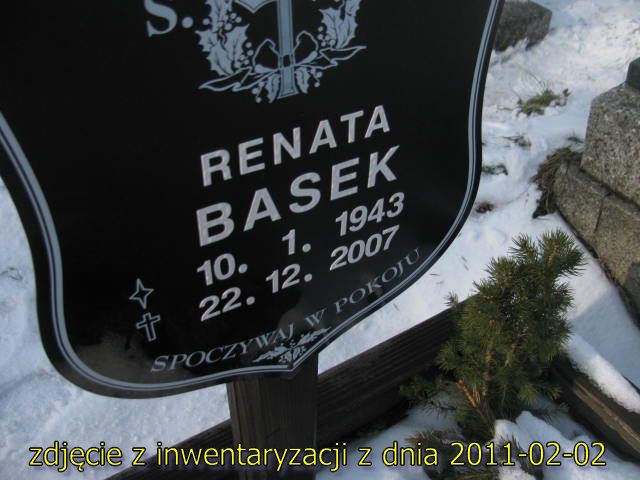 S.
RENATA
BASEK
10. 1. 1943
22. 12. 2007
SPOCZYWAJ W POKOJU
zdjęcie z inwentaryzacji z dnia 2011-02-02